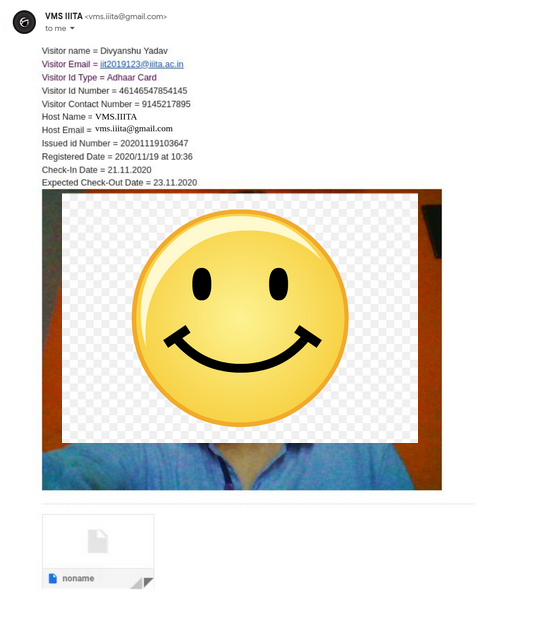 VMS IIITA <vms.iiita@gmail.com>
to me
Visitor name = Divyanshu Yadav
Visitor Email = iit2019123@iiita.ac.in
Visitor Id Type = Adhaar Card
Visitor Id Number = 46146547854145
Visitor Contact Number = 9145217895
Host Name = VMS.IIITA
Host Email = vms.iiita@gmail.com
Issued id Number = 20201119103647
Registered Date = 2020/11/19 at 10:36
Check-In Date = 21.11.2020
Expected Check-Out Date = 23.11.2020
noname